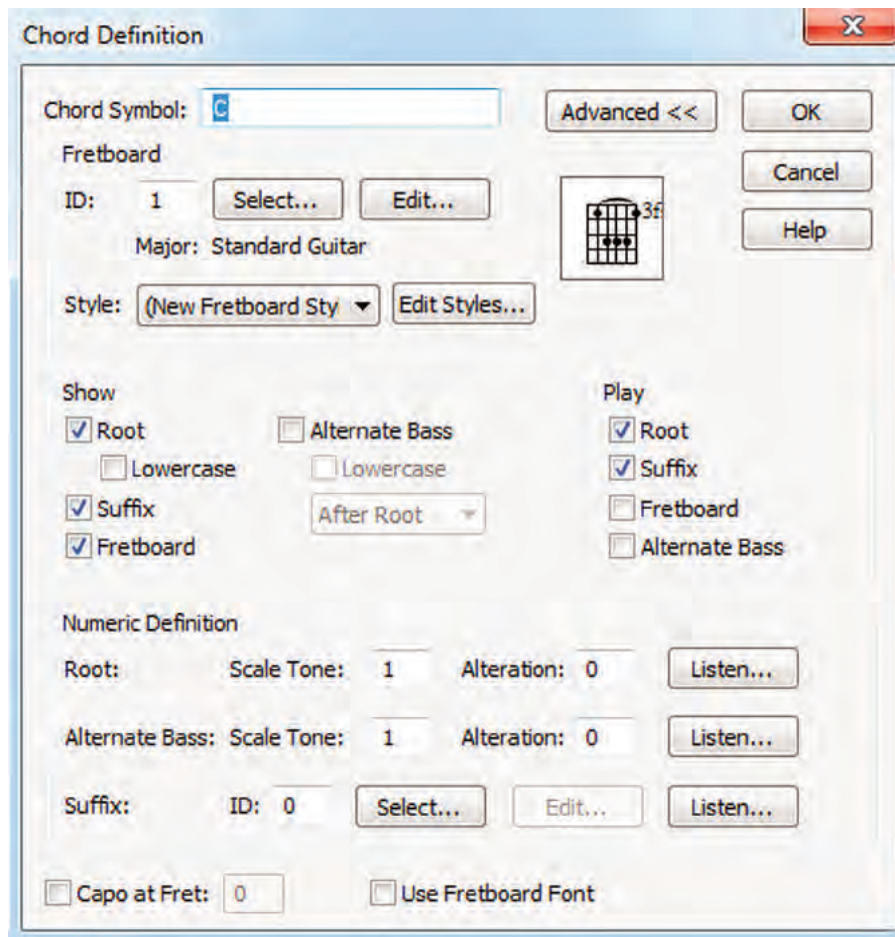 Chord Definition
Chord Symbol: C Advanced << OK
Fretboard Cancel
ID: 1 Select... Edit... Help
Major: Standard Guitar
Style: (New Fretboard Sty Edit Styles...
Show Play
Root Alternate Bass Root
Lowercase Lowercase Suffix
Suffix After Root Fretboard
Fretboard Alternate Bass
Numeric Definition
Root: Scale Tone: 1 Alteration: 0 Listen...
Alternate Bass: Scale Tone: 1 Alteration: 0 Listen...
Suffix: ID: 0 Select... Edit... Listen...
Capo at Fret: 0 Use Fretboard Font